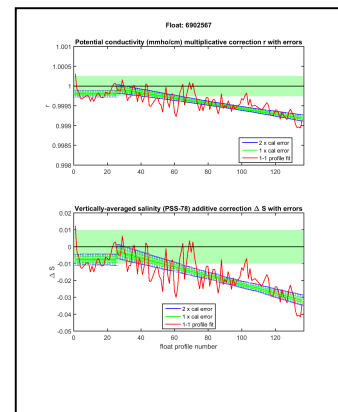 Float: 6902567
Potential conductivity (mmho/cm) multiplicative correction r with errors
1.001
1.0005
1
0.9995
0.999
0.9985
0.998
r
2 x cal error
1 x cal error
1-1 profile fit
0 20 40 60 80 100 120
Vertically-averaged salinity (PSS-78) additive correction Δ S with errors
0.02
0.01
0
-0.01
-0.02
-0.03
-0.04
-0.05
Δ S
2 x cal error
1 x cal error
1-1 profile fit
0 20 40 60 80 100 120
float profile number